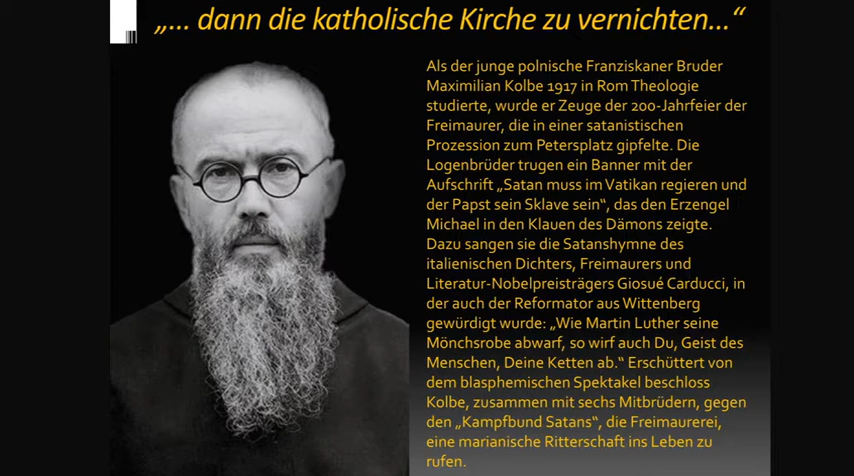 „... dann die katholische Kirche zu vernichten...“
Als der junge polnische Franziskaner Bruder
Maximilian Kolbe 1917 in Rom Theologie
studierte, wurde er Zeuge der 200-Jahrfeier der
Freimaurer, die in einer satanistischen
Prozession zum Petersplatz gipfelte. Die
Logenbrüder trugen ein Banner mit der
Aufschrift „Satan muss im Vatikan regieren und
der Papst sein Sklave sein“, das den Erzengel
Michael in den Klauen des Dämons zeigte.
Dazu sangen sie die Satanshymne des
italienischen Dichters, Freimaurers und
Literatur-Nobelpreisträgers Giosué Carducci, in
der auch der Reformator aus Wittenberg
gewürdigt wurde: „Wie Martin Luther seine
Mönchsrobe abwarf, so wirf auch Du, Geist des
Menschen, Deine Ketten ab.“ Erschüttert von
dem blasphemischen Spektakel beschloss
Kolbe, zusammen mit sechs Mitbrüdern, gegen
den „Kampfbund Satans“, die Freimaurerei,
eine marianische Ritterschaft ins Leben zu
rufen.